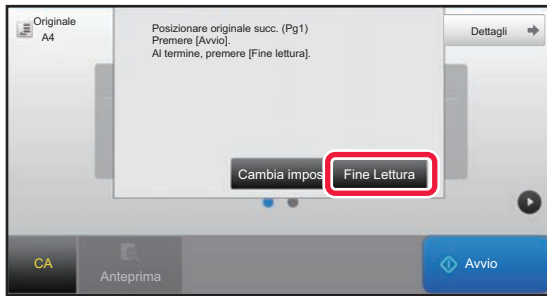 Originale
A4
Posizionare originale succ. (Pg1)
Premere [Avvio].
Al termine, premere [Fine lettura].
Dettagli
Cambia impos
Fine Lettura
CA
Anteprima
Avvio